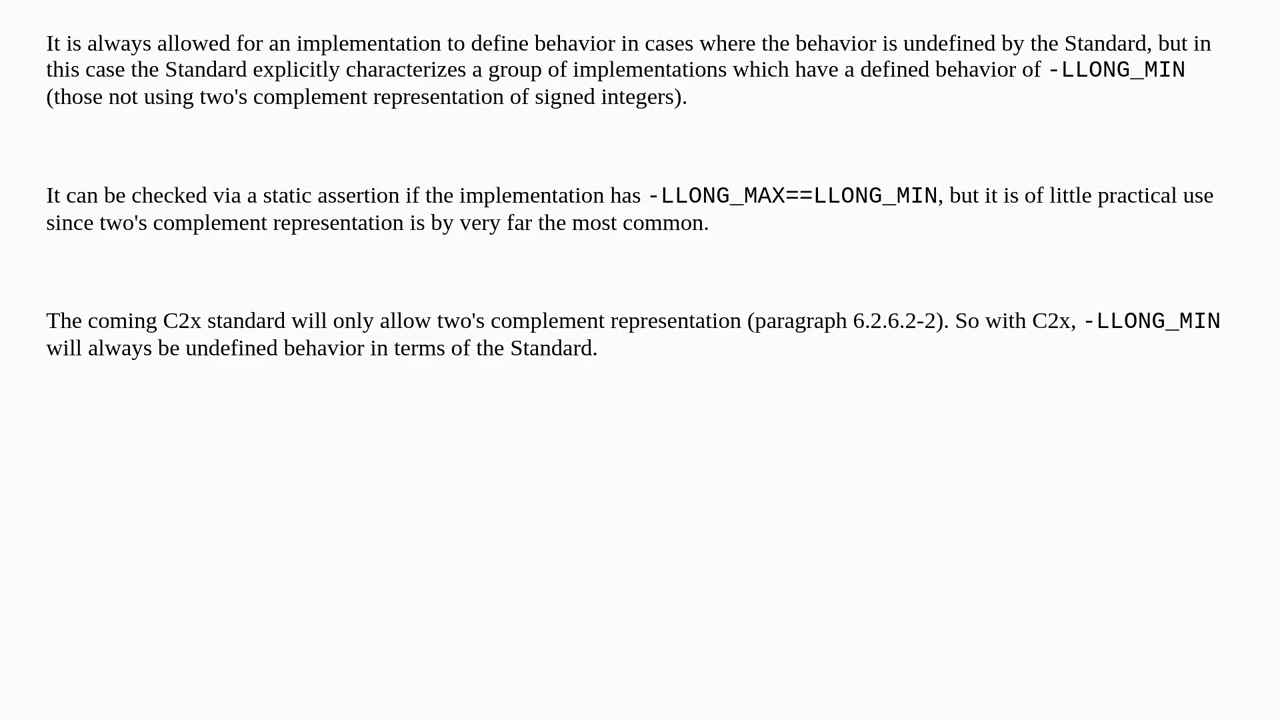 It is always allowed for an implementation to define behavior in cases where the behavior is undefined by the Standard, but in
this case the Standard explicitly characterizes a group of implementations which have a defined behavior of -LLONG_MIN
(those not using two's complement representation of signed integers).
It can be checked via a static assertion if the implementation has -LLONG_MAX==LLONG_MIN, but it is of little practical use
since two's complement representation is by very far the most common.
The coming C2x standard will only allow two's complement representation (paragraph 6.2.6.2-2). So with C2x, -LLONG_MIN
will always be undefined behavior in terms of the Standard.